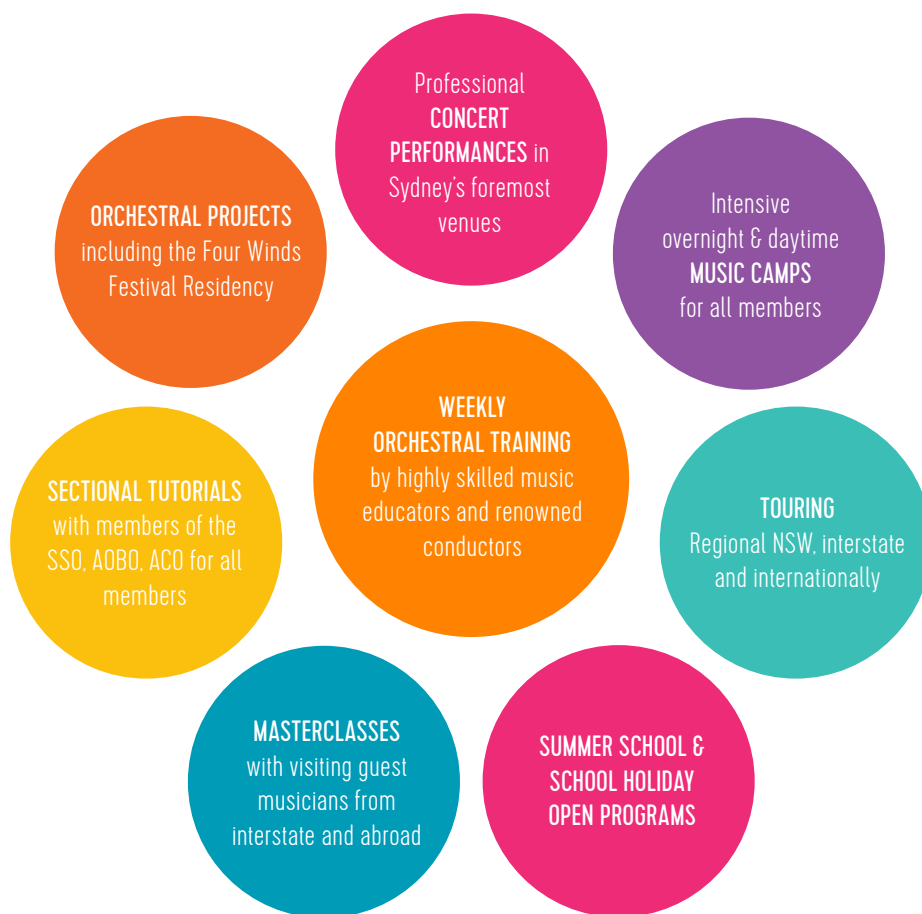 Professional
CONCERT
PERFORMANCES in
Sydney's foremost
venues
ORCHESTRAL PROJECTS
including the Four Winds
Festival Residency
Intensive
overnight & daytime
MUSIC CAMPS
for all members
WEEKLY
ORCHESTRAL TRAINING
by highly skilled music
educators and renowned
conductors
SECTIONAL TUTORIALS
with members of the
SSO, AOBO, ACO for all
members
TOURING
Regional NSW, interstate
and internationally
MASTERCLASSES
with visiting guest
musicians from
interstate and abroad
SUMMER SCHOOL &
SCHOOL HOLIDAY
OPEN PROGRAMS